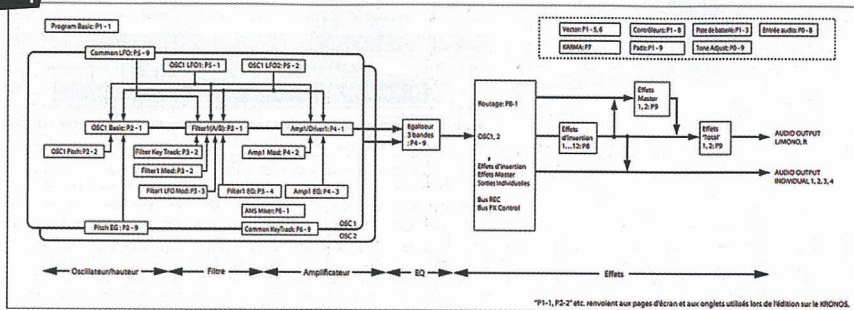 Program Basic: P1 - 1
Vector: P1 - 5, 6
Contrôleurs: P1 - 8
Piste de batterie: P1 - 3
Entrée audio: P0 - 8
KARMA: P7
Pads: P1 - 9
Tone Adjust: P0 - 9
Common LFO: P5 - 9
OSC1 LFO1: P5 - 1
OSC1 LFO2: P5 - 2
OSC1 Basic: P2 - 1
Filter1(A/B): P3 - 1
Amp1/Driver1: P4 - 1
OSC1 Pitch: P2 - 2
Filter Key Track: P3 - 2
Amp1 Mod: P4 - 2
Filter1 Mod: P3 - 2
Filter1 LFO Mod: P3 - 3
Filter1 EG: P3 - 4
Amp1 EG: P4 - 3
AMS Mixer: P6 - 1
Pitch EG : P2 - 9
Common KeyTrack: P6 - 1
OSC 1
OSC 2
Egaliseur
3 bandes
: P4 - 9
Routage: P8-1
OSC1, 2
Effets d'insertion
Effets Master
Sorties Individuelles
Bus REC
Bus FX Control
Effets
d'insertion
1…12: P8
Effets
Master
1, 2: P9
Effets
'Total'
1, 2: P9
AUDIO OUTPUT
L/MONO, R
AUDIO OUTPUT
INDIVIDUAL 1, 2, 3, 4
Oscillateur/hauteur
Filtre
Amplificateur
EQ
Effets
"P1-1, P2-2" etc. renvoient aux pages d'écran et aux onglets utilisés lors de l'édition sur le KRONOS.